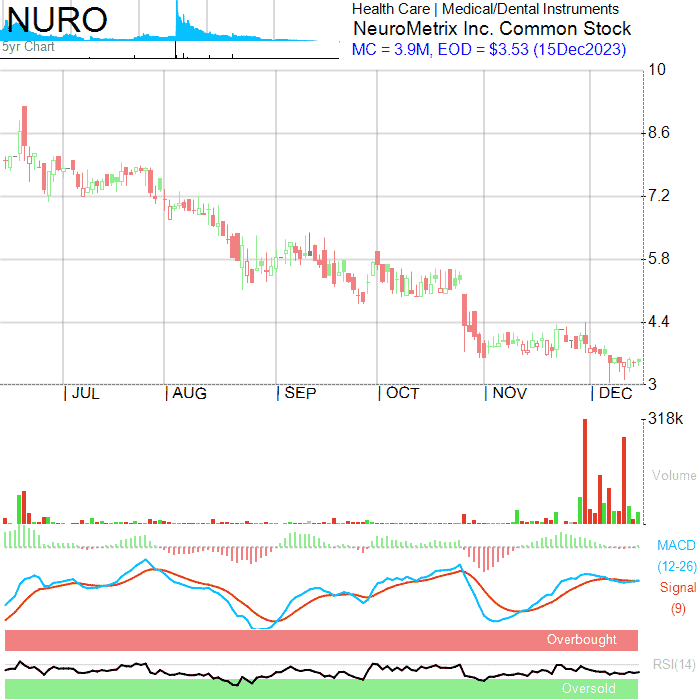 NURO
5yr Chart
Health Care | Medical/Dental Instruments
NeuroMetrix Inc. Common Stock
MC = 3.9M, EOD = $3.53 (15Dec2023)
10
8.6
7.2
5.8
4.4
3
| JUL | AUG | SEP | OCT | NOV | DEC
318k
Volume
MACD
(12-26)
Signal
(9)
Overbought
RSI(14)
Oversold